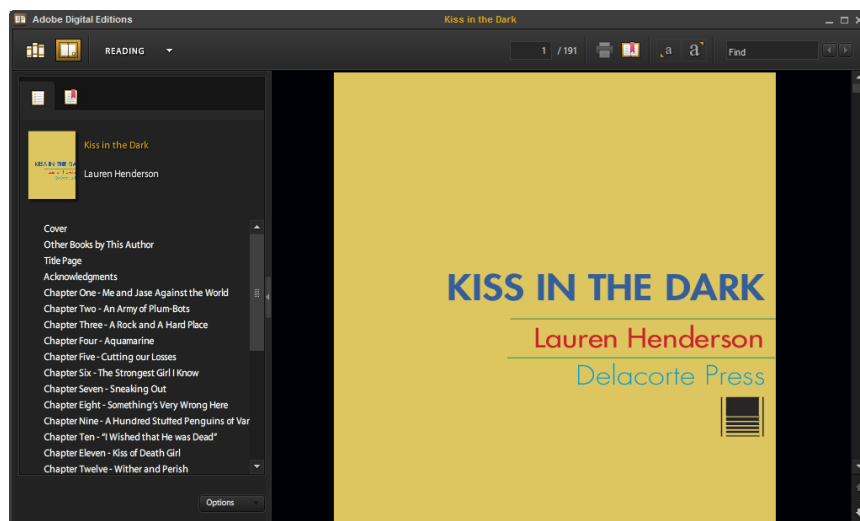 Adobe Digital Editions
Kiss in the Dark
READING
1 / 191
a
a
Find
Kiss in the Dark
Lauren Henderson
Cover
Other Books by This Author
Title Page
Acknowledgments
Chapter One - Me and Jase Against the World
Chapter Two - An Army of Plum-Bots
Chapter Three - A Rock and A Hard Place
Chapter Four - Aquamarine
Chapter Five - Cutting our Losses
Chapter Six - The Strongest Girl I Know
Chapter Seven - Sneaking Out
Chapter Eight - Something's Very Wrong Here
Chapter Nine - A Hundred Stuffed Penguins of Var
Chapter Ten - "I Wished that He was Dead"
Chapter Eleven - Kiss of Death Girl
Chapter Twelve - Wither and Perish
Options
KISS IN THE DARK
Lauren Henderson
Delacorte Press